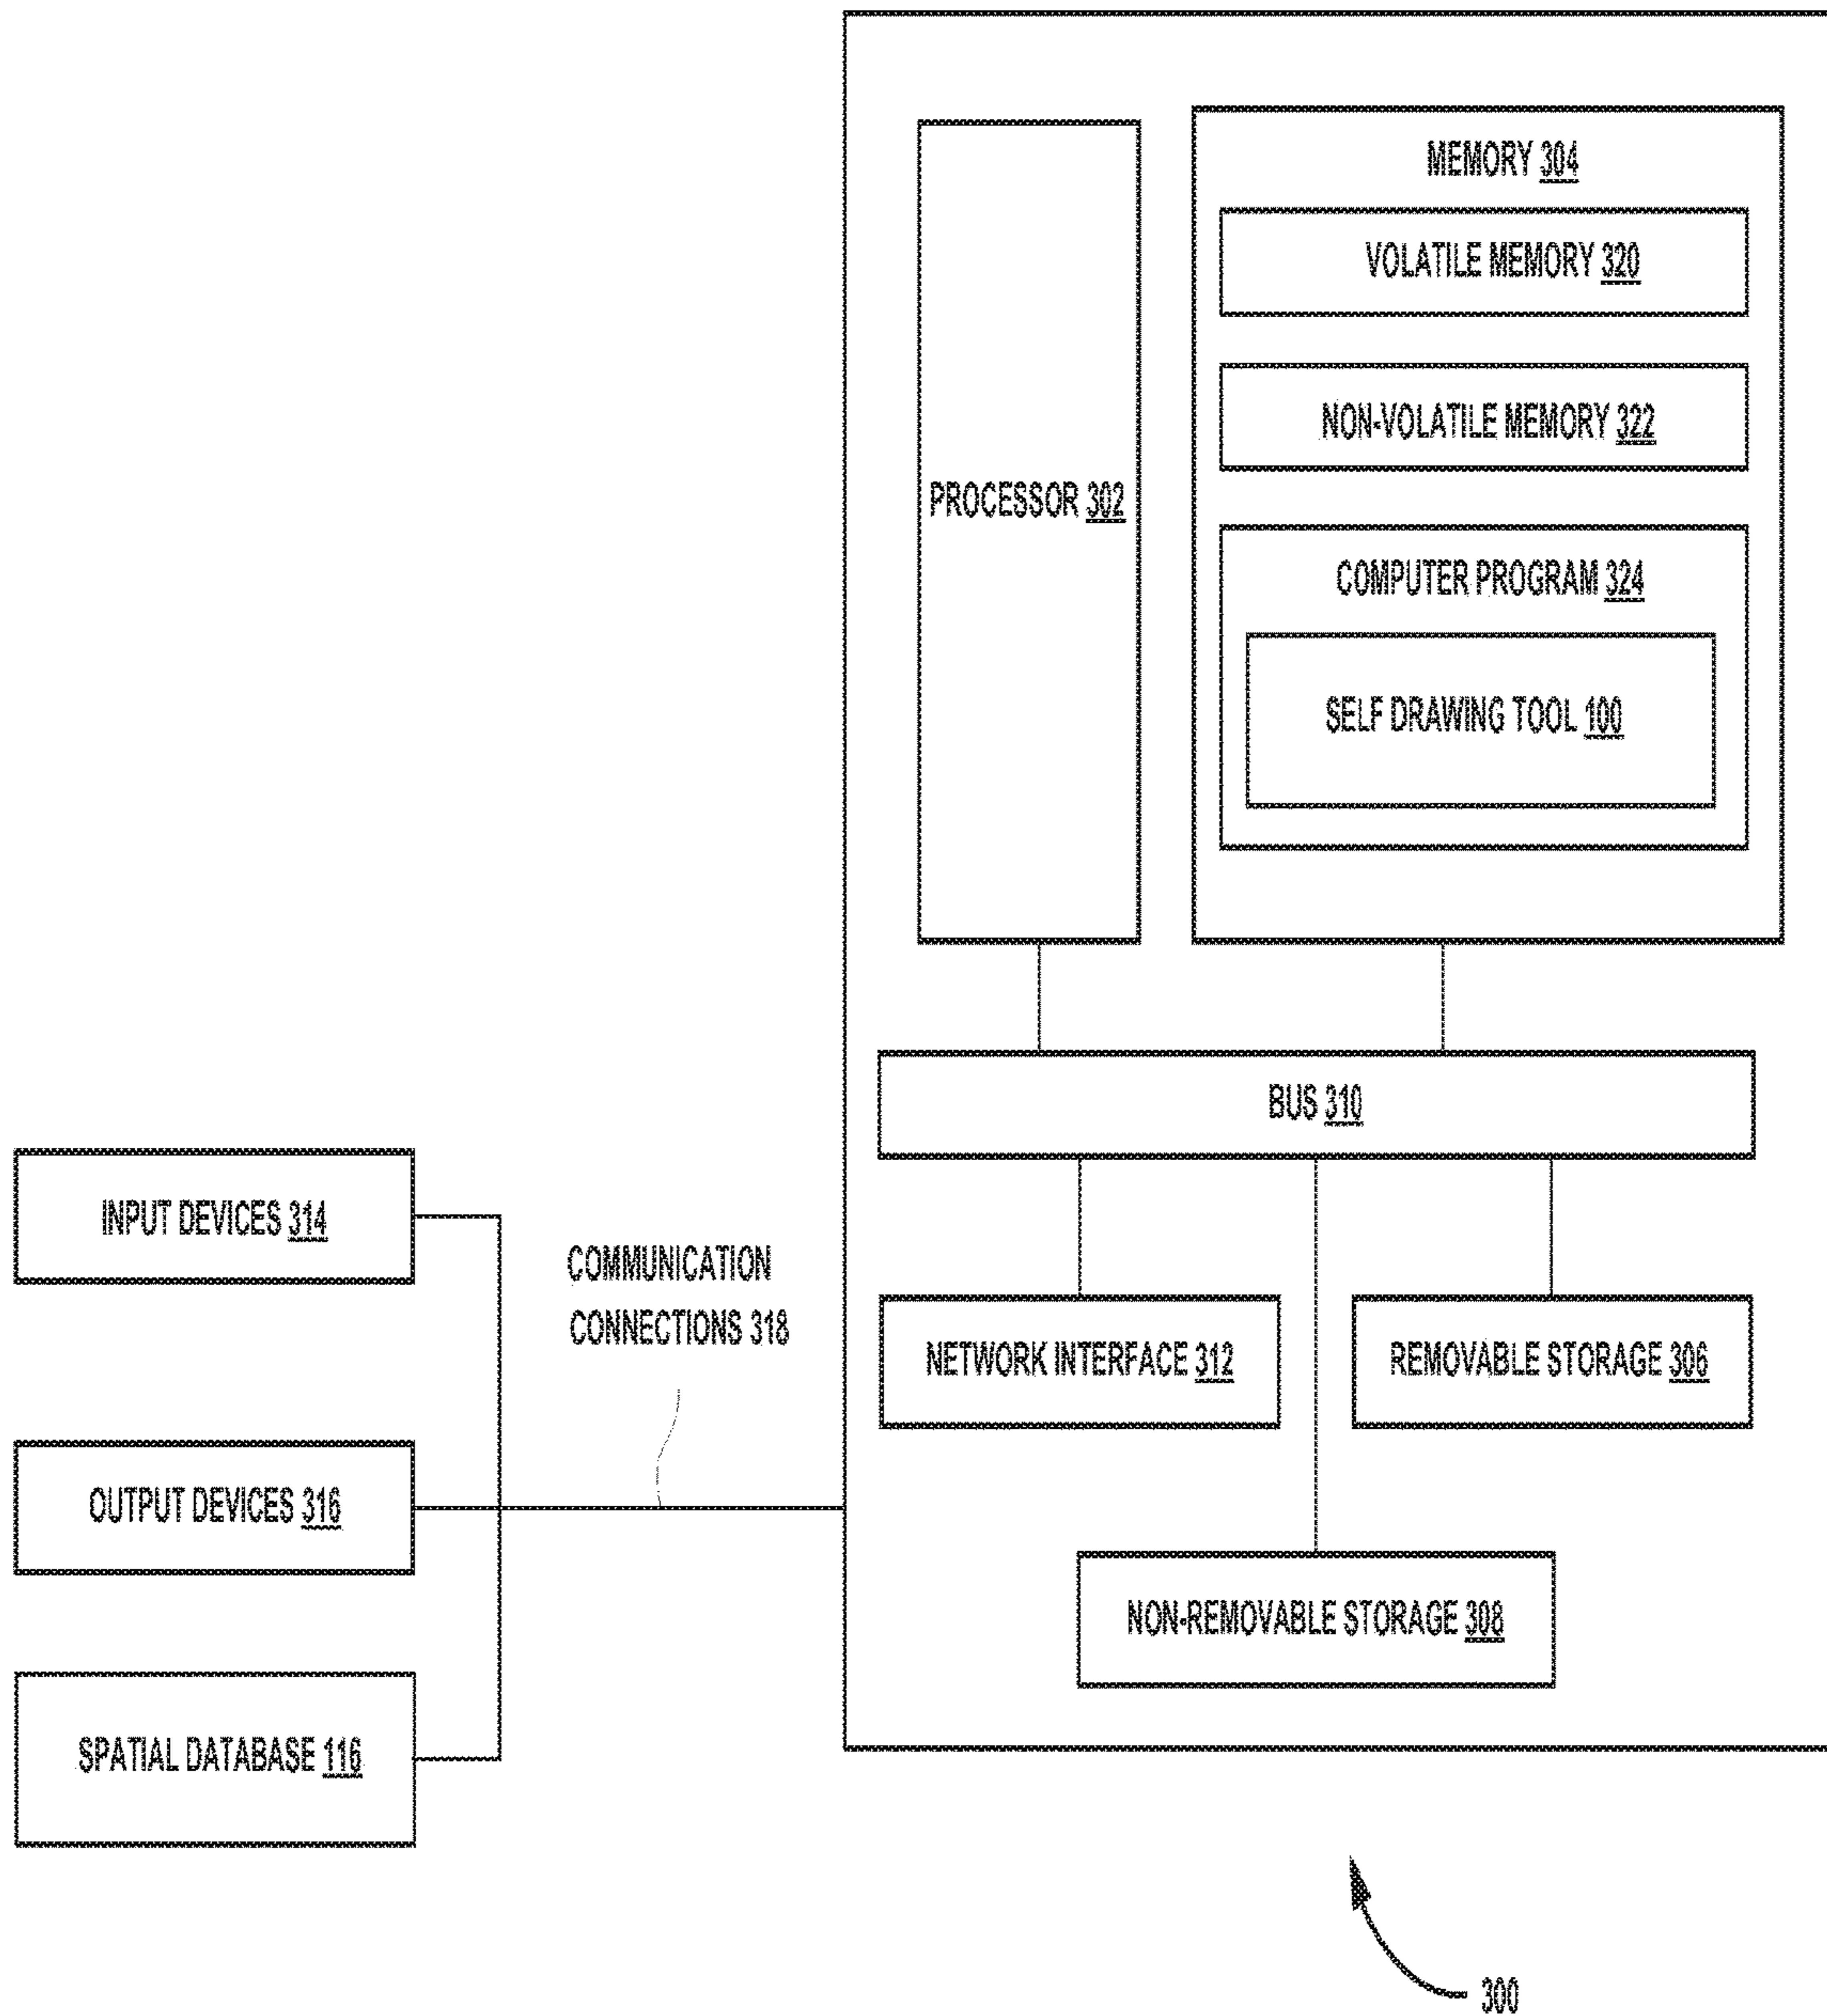 MEMORY 304
VOLATILE MEMORY 320
NON-VOLATILE MEMORY 322
PROCESSOR 302
COMPUTER PROGRAM 324
SELF DRAWING TOOL 100
BUS 310
INPUT DEVICES 314
COMMUNICATION
CONNECTIONS 318
NETWORK INTERFACE 312
REMOVABLE STORAGE 306
OUTPUT DEVICES 316
NON-REMOVABLE STORAGE 308
SPATIAL DATABASE 116
300